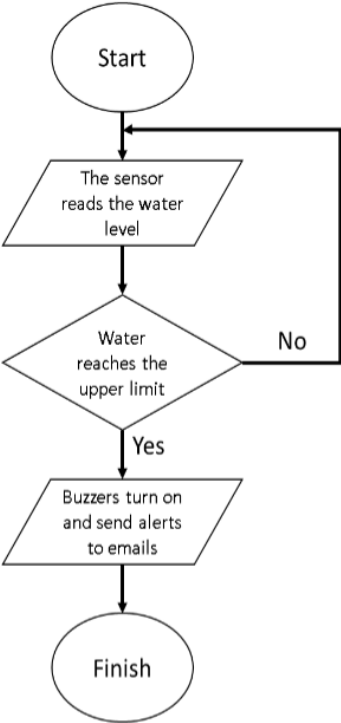 Start
The sensor
reads the water
level
Water
reaches the
upper limit
No
Yes
Buzzers turn on
and send alerts
to emails
Finish